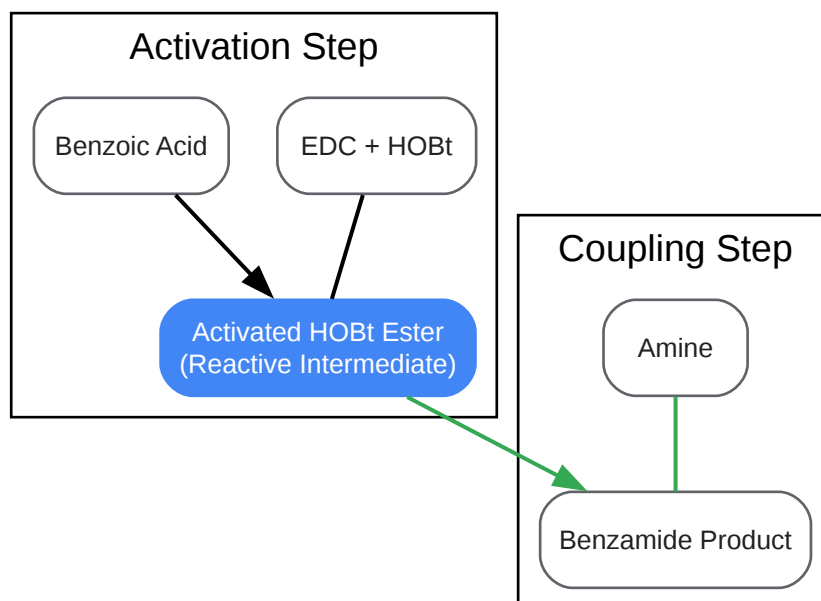 Activation Step
Benzoic Acid
EDC + HOBt
Activated HOBt Ester
(Reactive Intermediate)
Coupling Step
Amine
Benzamide Product